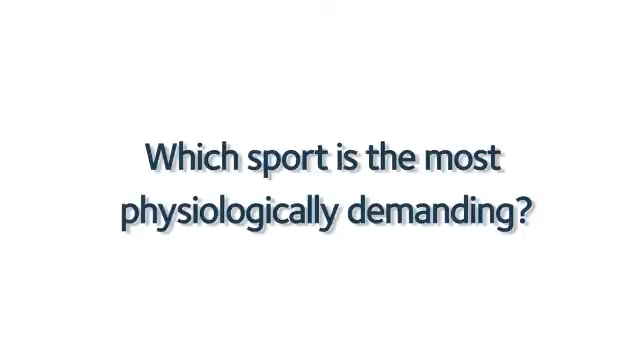 Which sport is the most
physiologically demanding?